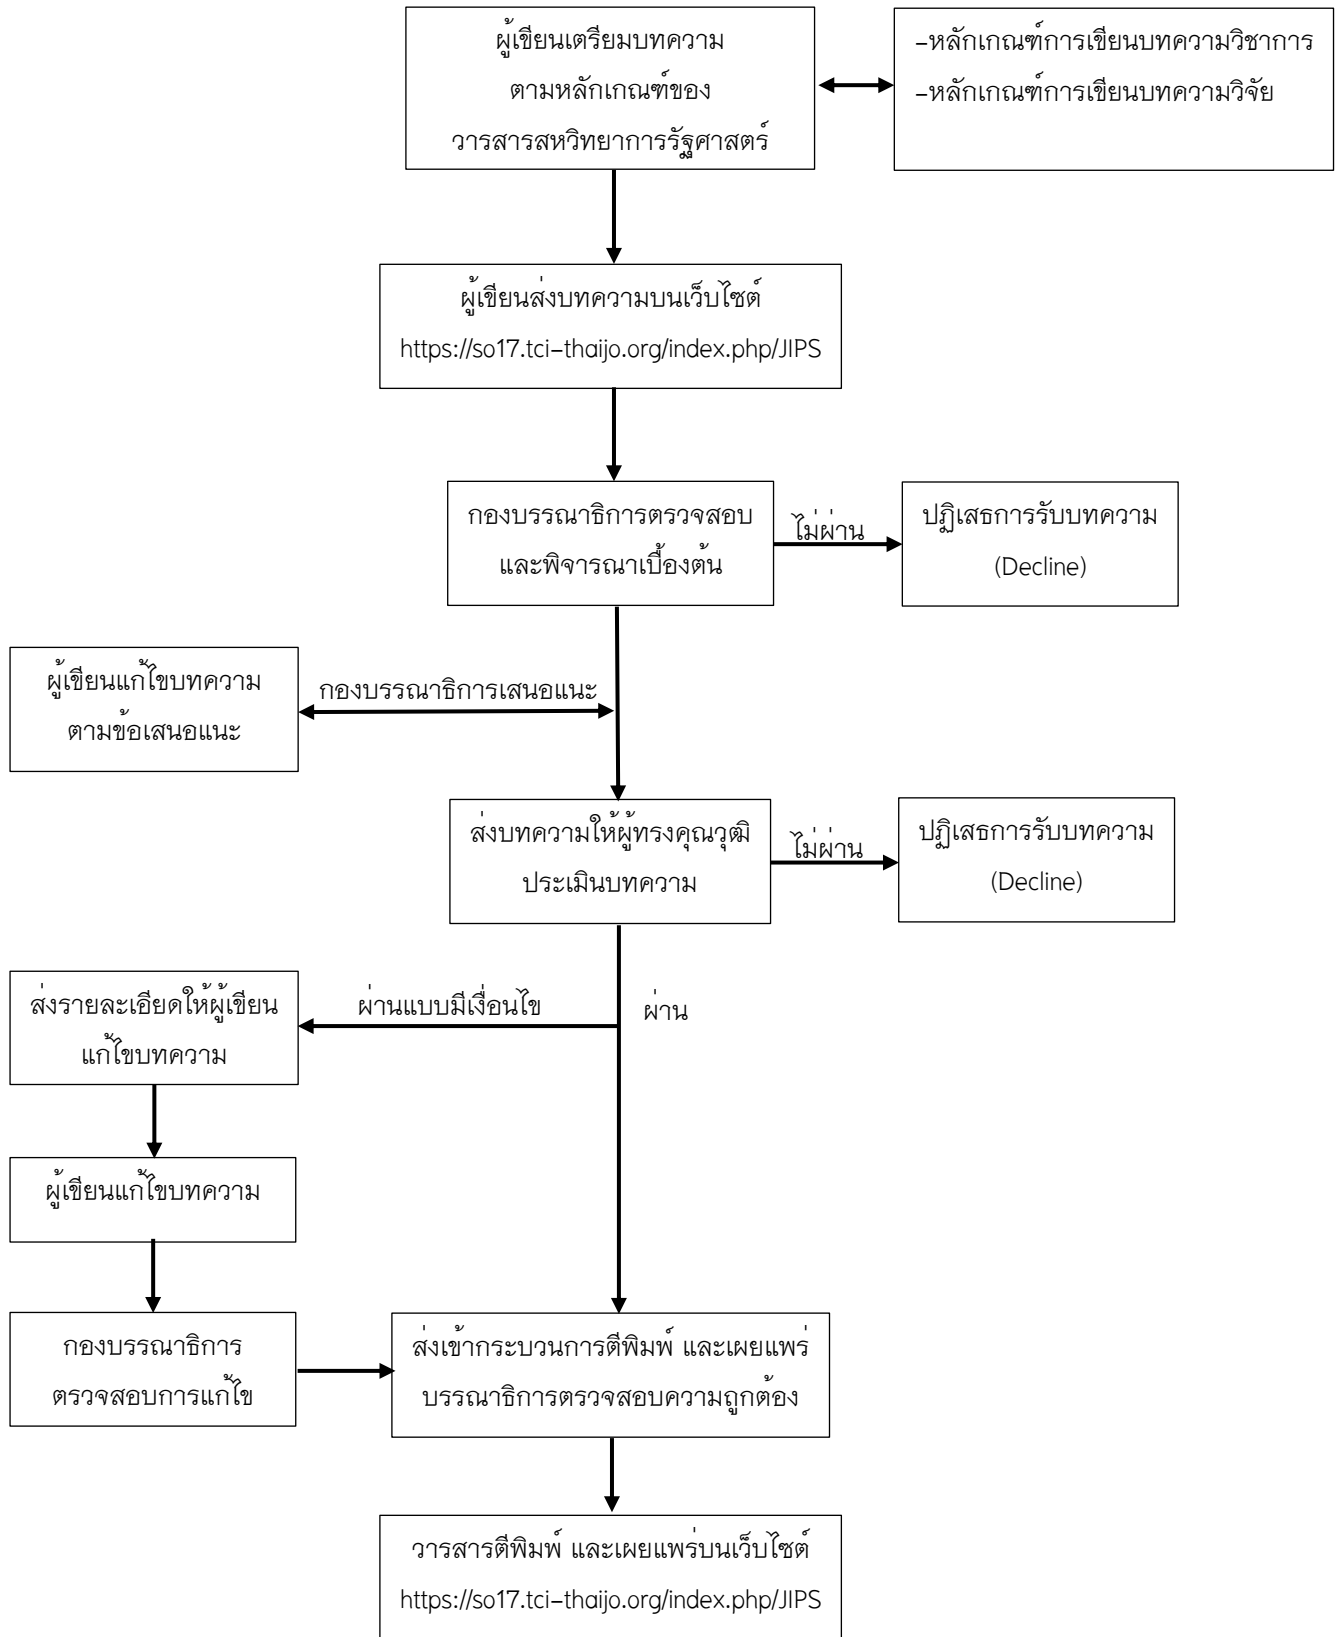 ผู้เขียนเตรียมบทความ
ตามหลักเกณฑ์ของ
วารสารสหวิทยาการรัฐศาสตร์
-หลักเกณฑ์การเขียนบทความวิชาการ
-หลักเกณฑ์การเขียนบทความวิจัย
ผู้เขียนส่งบทความบนเว็บไซต์
https://so17.tci-thaijo.org/index.php/JIPS
กองบรรณาธิการตรวจสอบ
และพิจารณาเบื้องต้น
ไม่ผ่าน
ปฏิเสธการรับบทความ
(Decline)
ผู้เขียนแก้ไขบทความ
ตามข้อเสนอแนะ
กองบรรณาธิการเสนอแนะ
ส่งบทความให้ผู้ทรงคุณวุฒิ
ประเมินบทความ
ไม่ผ่าน
ปฏิเสธการรับบทความ
(Decline)
ส่งรายละเอียดให้ผู้เขียน
แก้ไขบทความ
ผ่านแบบมีเงื่อนไข
ผ่าน
ผู้เขียนแก้ไขบทความ
กองบรรณาธิการ
ตรวจสอบการแก้ไข
ส่งเข้ากระบวนการตีพิมพ์ และเผยแพร่
บรรณาธิการตรวจสอบความถูกต้อง
วารสารตีพิมพ์ และเผยแพร่บนเว็บไซต์
https://so17.tci-thaijo.org/index.php/JIPS